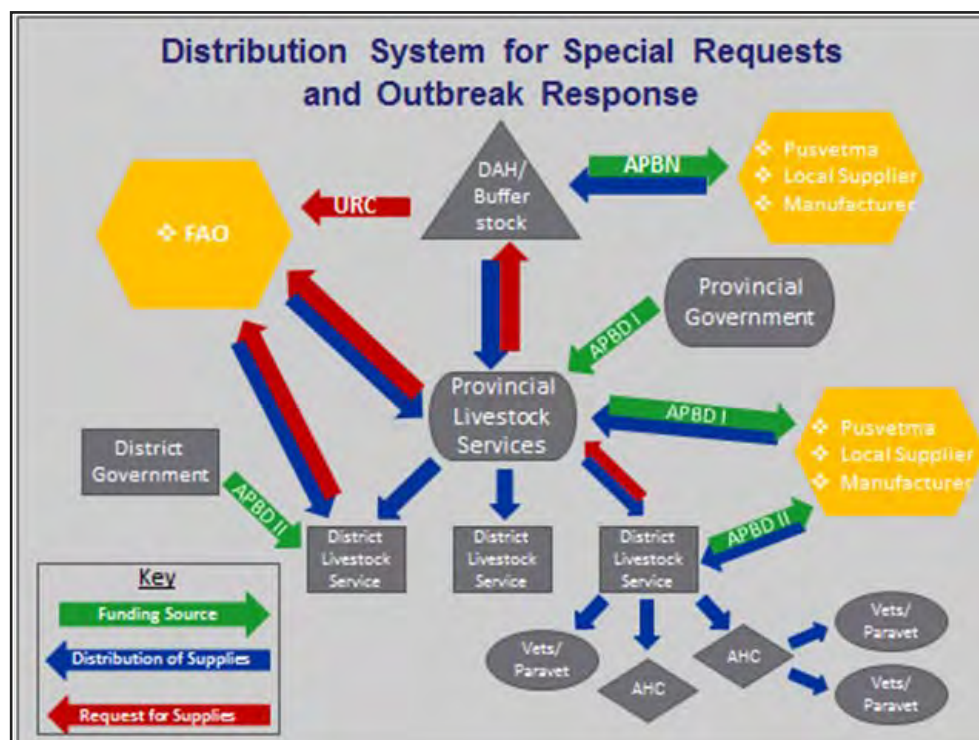 Distribution System for Special Requests
and Outbreak Response
❖ FAO
URC
DAH/
Buffer
stock
APBN
❖ Pusvetma
❖ Local Supplier
❖ Manufacturer
Provincial
Government
APBD I
Provincial
Livestock
Services
APBD I
❖ Pusvetma
❖ Local Supplier
❖ Manufacturer
District
Government
APBD II
District
Livestock
Service
District
Livestock
Service
District
Livestock
Service
APBD II
Key
Funding Source
Distribution of Supplies
Request for Supplies
Vets/
Paravet
AHC
AHC
Vets/
Paravet
Vets/
Paravet